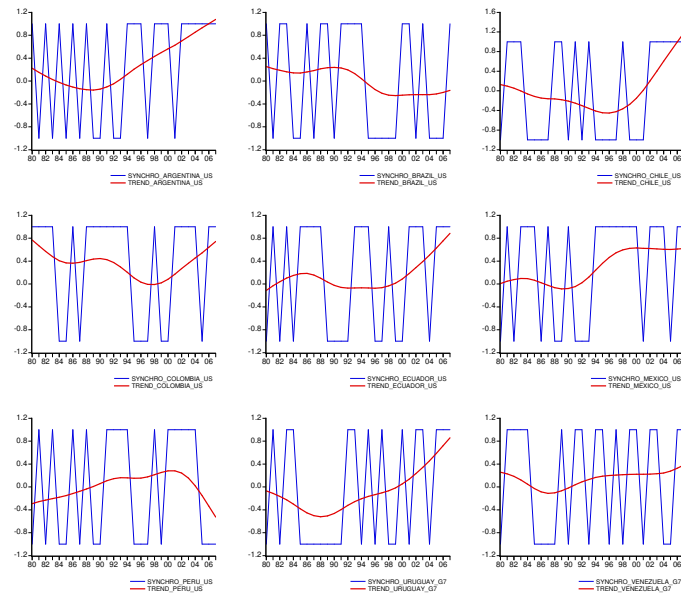 1.2 0.8 0.4 0.0 -0.4 -0.8 -1.2
80 82 84 86 88 90 92 94 96 98 00 02 04 06
SYNCHRO_ARGENTINA_US
TREND_ARGENTINA_US
1.2 0.8 0.4 0.0 -0.4 -0.8 -1.2
80 82 84 86 88 90 92 94 96 98 00 02 04 06
SYNCHRO_BRAZIL_US
TREND_BRAZIL_US
1.6 1.2 0.8 0.4 0.0 -0.4 -0.8 -1.2
80 82 84 86 88 90 92 94 96 98 00 02 04 06
SYNCHRO_CHILE_US
TREND_CHILE_US
1.2 0.8 0.4 0.0 -0.4 -0.8 -1.2
80 82 84 86 88 90 92 94 96 98 00 02 04 06
SYNCHRO_COLOMBIA_US
TREND_COLOMBIA_US
1.2 0.8 0.4 0.0 -0.4 -0.8 -1.2
80 82 84 86 88 90 92 94 96 98 00 02 04 06
SYNCHRO_ECUADOR_US
TREND_ECUADOR_US
1.2 0.8 0.4 0.0 -0.4 -0.8 -1.2
80 82 84 86 88 90 92 94 96 98 00 02 04 06
SYNCHRO_MEXICO_US
TREND_MEXICO_US
1.2 0.8 0.4 0.0 -0.4 -0.8 -1.2
80 82 84 86 88 90 92 94 96 98 00 02 04 06
SYNCHRO_PERU_US
TREND_PERU_US
1.2 0.8 0.4 0.0 -0.4 -0.8 -1.2
80 82 84 86 88 90 92 94 96 98 00 02 04 06
SYNCHRO_URUGUAY_G7
TREND_URUGUAY_G7
1.2 0.8 0.4 0.0 -0.4 -0.8 -1.2
80 82 84 86 88 90 92 94 96 98 00 02 04 06
SYNCHRO_VENEZUELA_G7
TREND_VENEZUELA_G7